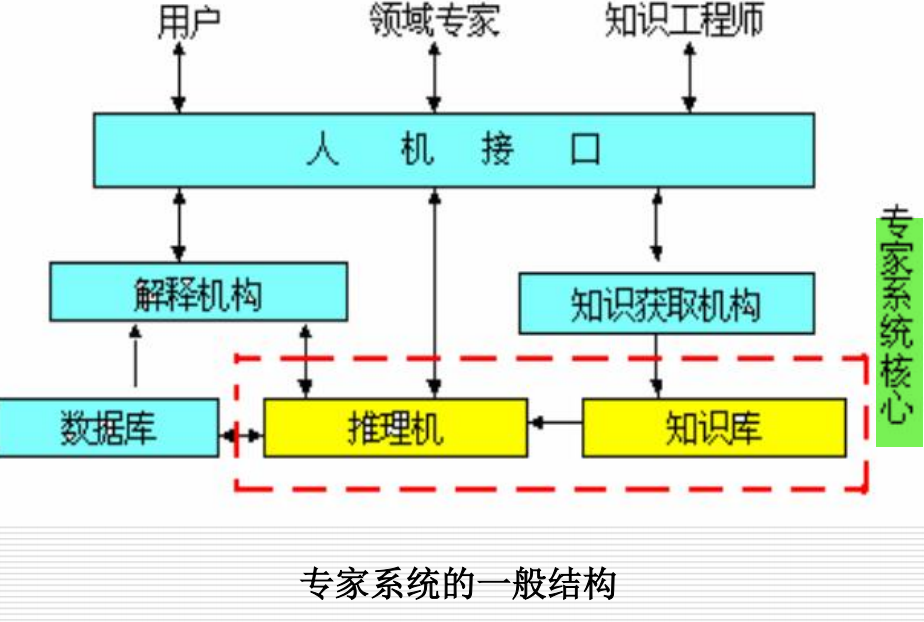 用户 领域专家 知识工程师
人机接口
专家系统核心
解释机构
知识获取机构
数据库 推理机 知识库
专家系统的一般结构